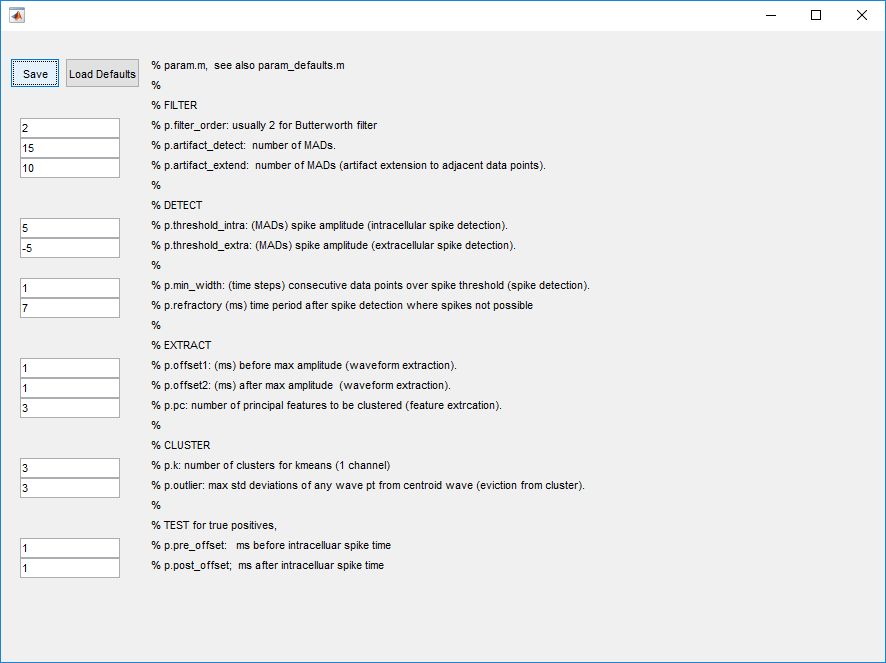 Save Load Defaults % param.m,  see also param_defaults.m
%
% FILTER
2 % p.filter_order: usually 2 for Butterworth filter
15 % p.artifact_detect:  number of MADs.
10 % p.artifact_extend:  number of MADs (artifact extension to adjacent data points).
%
% DETECT
5 % p.threshold_intra: (MADs) spike amplitude (intracellular spike detection).
-5 % p.threshold_extra: (MADs) spike amplitude (extracellular spike detection).
%
1 % p.min_width: (time steps) consecutive data points over spike threshold (spike detection).
7 % p.refractory (ms) time period after spike detection where spikes not possible
%
% EXTRACT
1 % p.offset1: (ms) before max amplitude (waveform extraction).
1 % p.offset2: (ms) after max amplitude  (waveform extraction).
3 % p.pc: number of principal features to be clustered (feature extrcation).
%
% CLUSTER
3 % p.k: number of clusters for kmeans (1 channel)
3 % p.outlier: max std deviations of any wave pt from centroid wave (eviction from cluster).
%
% TEST for true positives,
1 % p.pre_offset:   ms before intracelluar spike time
1 % p.post_offset;  ms after intracelluar spike time